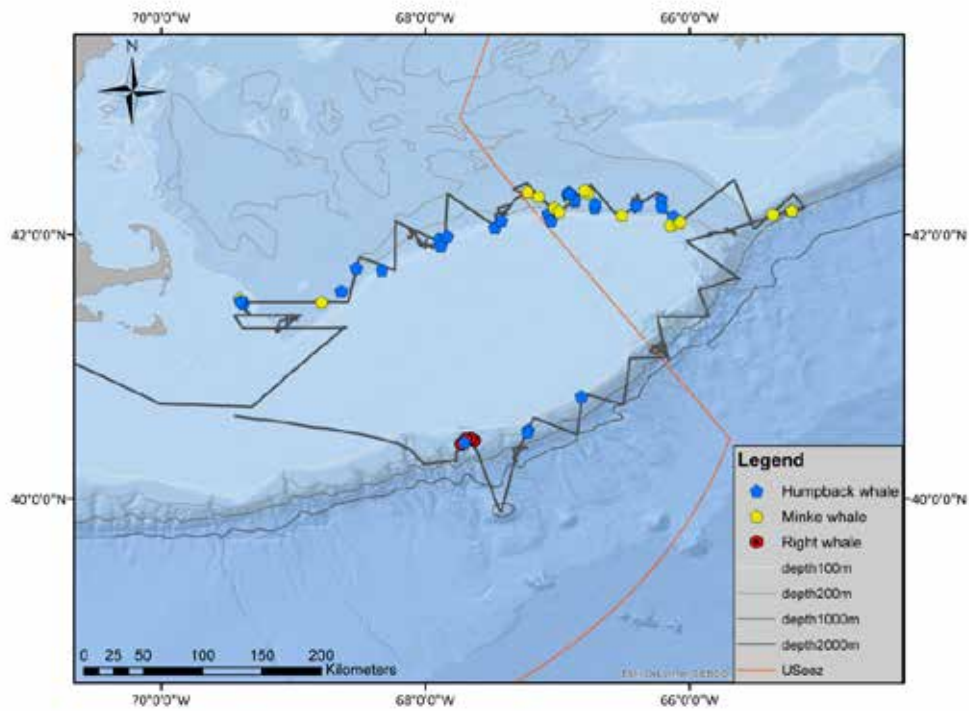 70°0'0"W 68°0'0"W 66°0'0"W
N
42°0'0"N 42°0'0"N
40°0'0"N 40°0'0"N
Legend
Humpback whale
Minke whale
Right whale
depth100m
depth200m
depth1000m
depth2000m
USeez
0 25 50 100 150 200
Kilometers
70°0'0"W 68°0'0"W 66°0'0"W